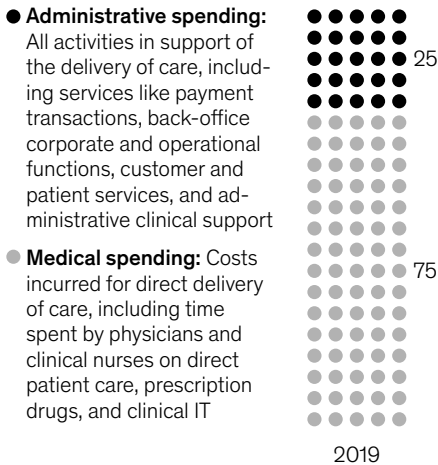 Administrative spending:
All activities in support of
the delivery of care, includ-
ing services like payment
transactions, back-office
corporate and operational
functions, customer and
patient services, and ad-
ministrative clinical support
Medical spending: Costs
incurred for direct delivery
of care, including time
spent by physicians and
clinical nurses on direct
patient care, prescription
drugs, and clinical IT
25
75
2019